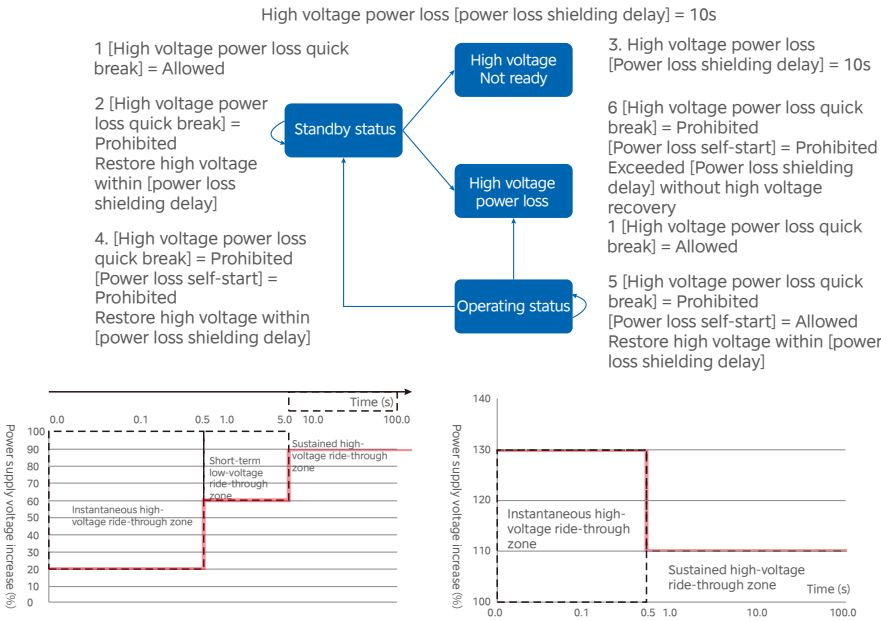 High voltage power loss [power loss shielding delay] = 10s
1 [High voltage power loss quick
break] = Allowed
2 [High voltage power
loss quick break] =
Prohibited
Restore high voltage
within [power loss
shielding delay]
4. [High voltage power loss
quick break] = Prohibited
[Power loss self-start] =
Prohibited
Restore high voltage within
[power loss shielding delay]
Standby status
High voltage
Not ready
High voltage
power loss
Operating status
3. High voltage power loss
[Power loss shielding delay] = 10s
6 [High voltage power loss quick
break] = Prohibited
[Power loss self-start] = Prohibited
Exceeded [Power loss shielding
delay] without high voltage
recovery
1 [High voltage power loss quick
break] = Allowed
5 [High voltage power loss quick
break] = Prohibited
[Power loss self-start] = Allowed
Restore high voltage within [power
loss shielding delay]
Time (s)
0.0 0.1 0.5 1.0 5.0 10.0 100.0
Power supply voltage increase (%)
100
90
80
70
60
50
40
30
20
10
0
Instantaneous high-
voltage ride-through zone
Short-term
low-voltage
ride-through
zone
Sustained high-
voltage ride-through
zone
Power supply voltage increase (%)
140
130
120
110
100
Instantaneous high-
voltage ride-through
zone
Sustained high-voltage
ride-through zone
Time (s)
0.0 0.1 0.5 1.0 10.0 100.0